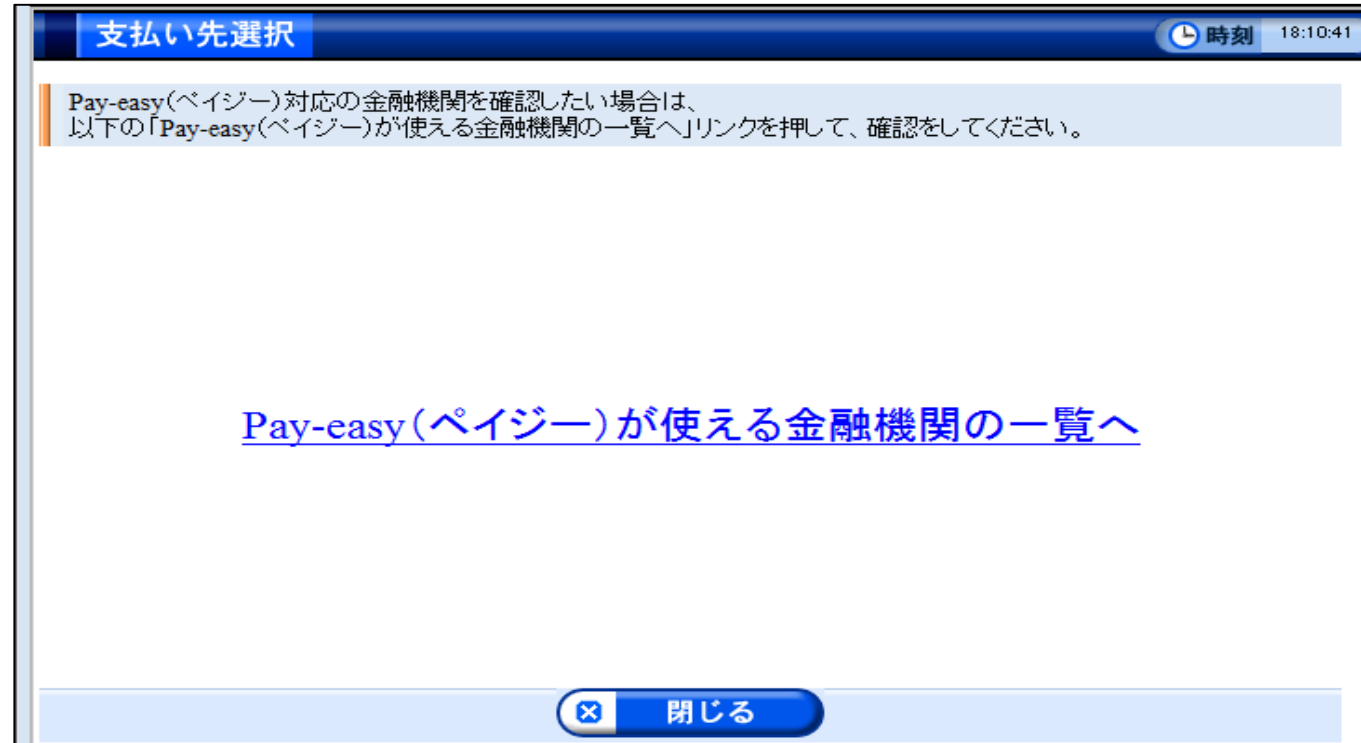 支払い先選択
時刻 18:10:41
Pay-easy(ペイジー)対応の金融機関を確認したい場合は、
以下の「Pay-easy(ペイジー)が使える金融機関の一覧へ」リンクを押して、確認をしてください。
Pay-easy(ペイジー)が使える金融機関の一覧へ
閉じる